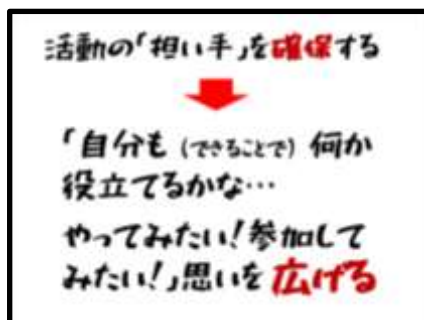 活動の「担い手」を確保する
「自分も(できることで)何か
役立てるかな…
やってみたい!参加して
みたい!」思いを広げる